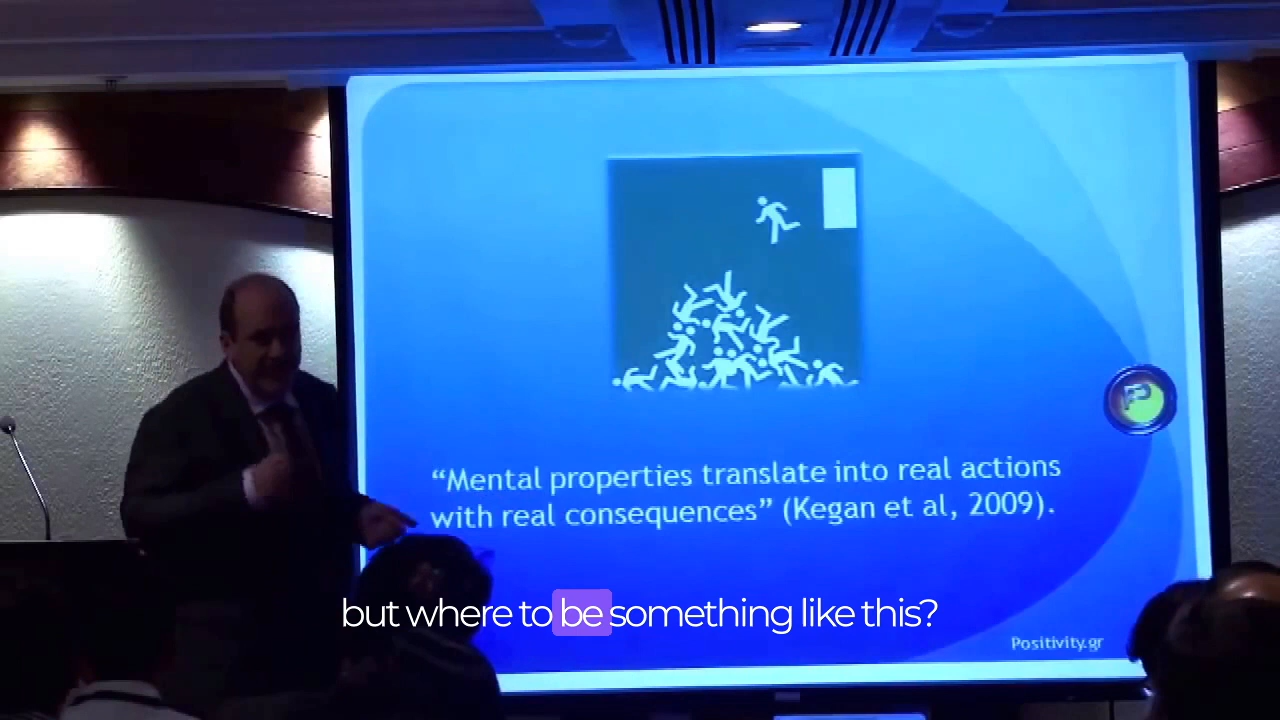 “Mental properties translate into real actions
with real consequences” (Kegan et al, 2009).
but where to be something like this?
Positivity.gr